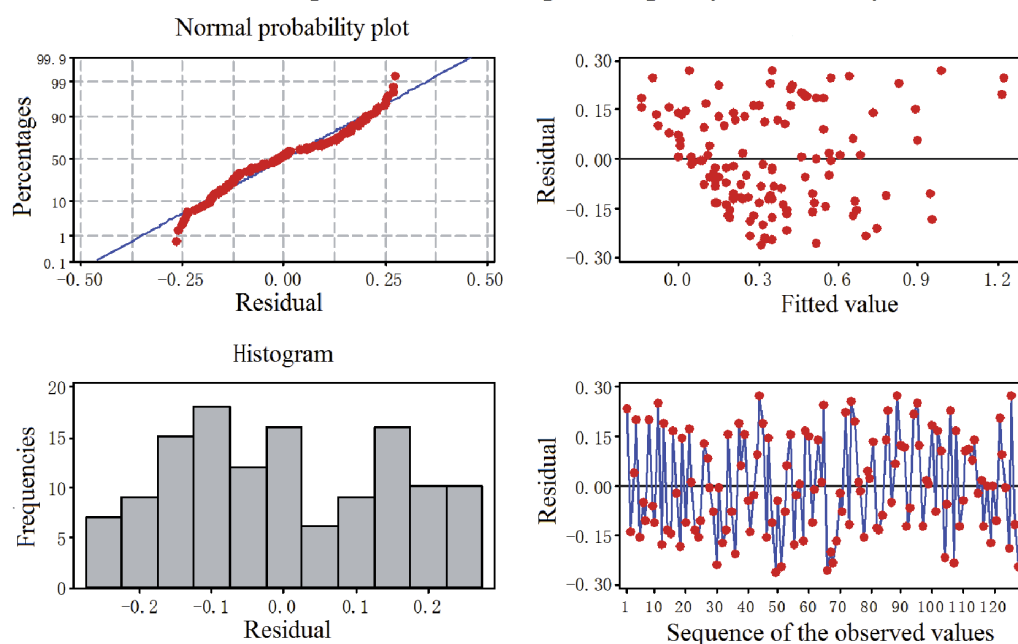 Normal probability plot
99.9
99
90
50
10
1
0.1
Percentages
-0.50 -0.25 0.00 0.25 0.50
Residual
0.30
0.15
0.00
-0.15
-0.30
Residual
0.0 0.3 0.6 0.9 1.2
Fitted value
Histogram
20
15
10
5
0
Frequencies
-0.2 -0.1 0.0 0.1 0.2
Residual
0.30
0.15
0.00
-0.15
-0.30
Residual
1 10 20 30 40 50 60 70 80 90 100 110 120
Sequence of the observed values